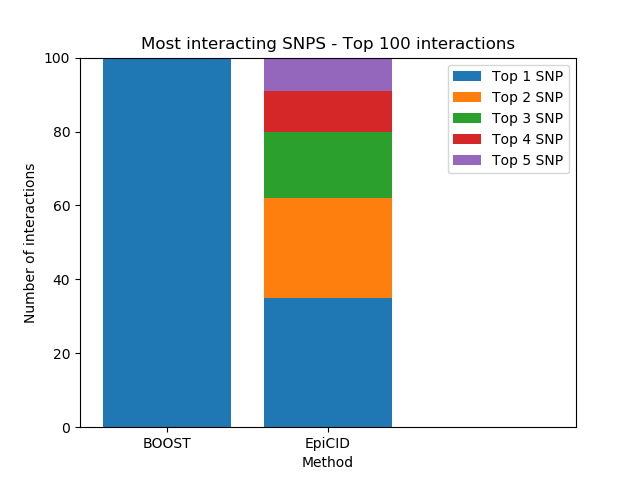 Most interacting SNPS - Top 100 interactions
100
80
60
40
20
0
Number of interactions
Top 1 SNP
Top 2 SNP
Top 3 SNP
Top 4 SNP
Top 5 SNP
BOOST
EpiCID
Method